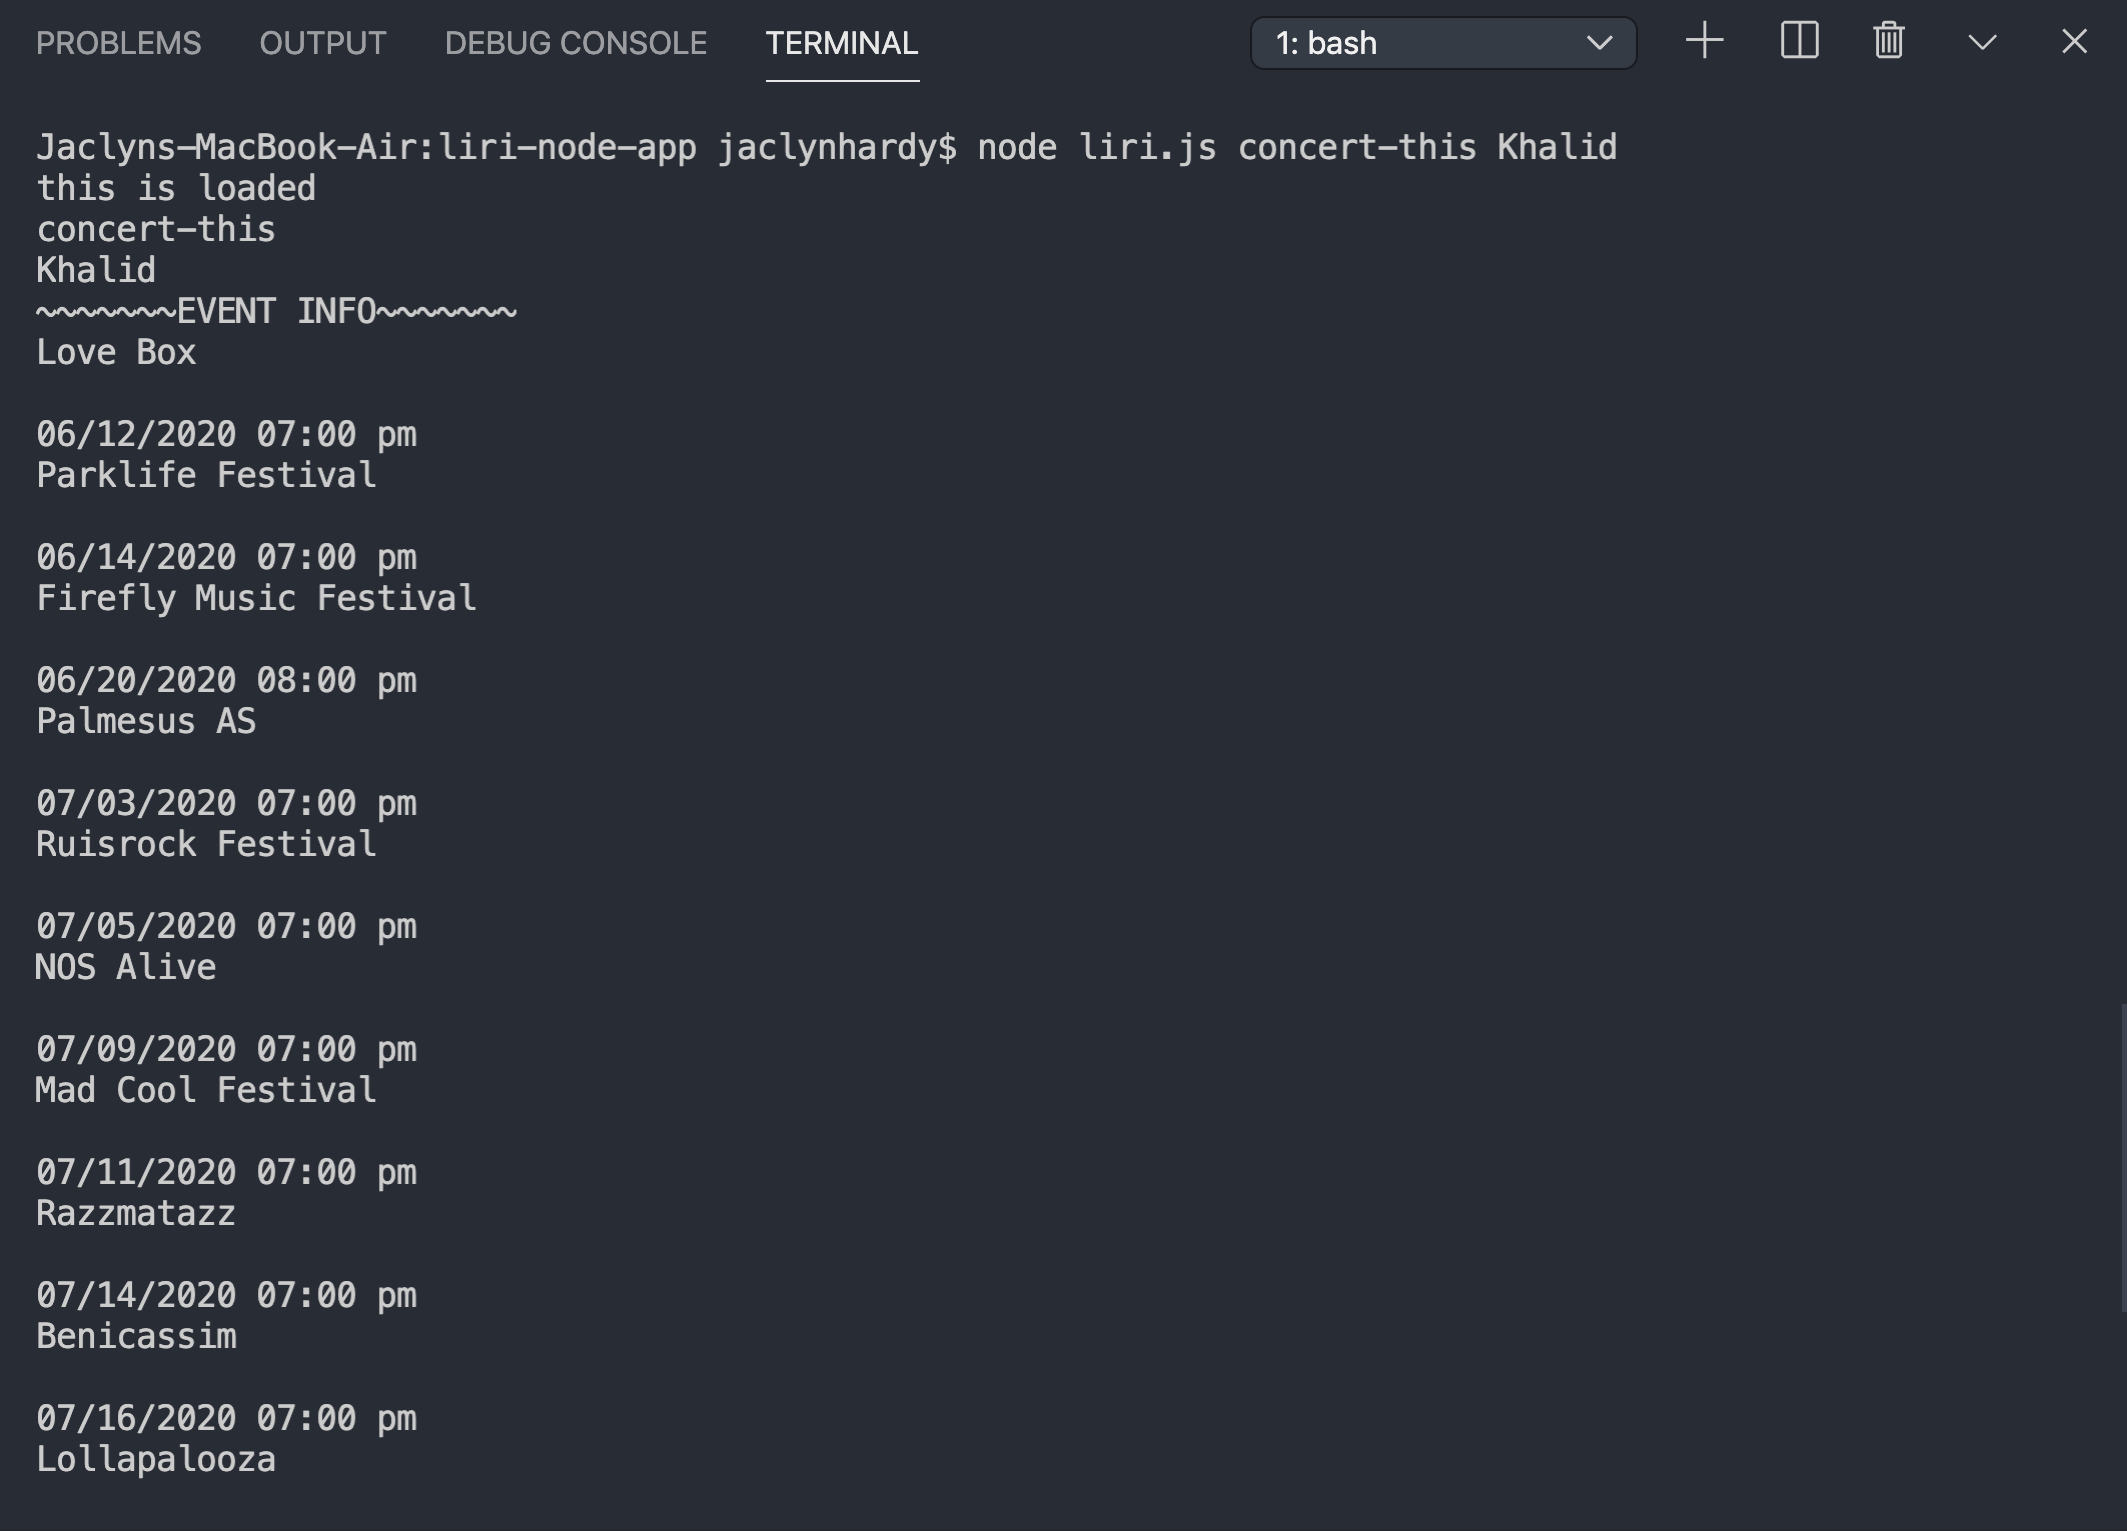 PROBLEMS OUTPUT DEBUG CONSOLE TERMINAL 1: bash
Jaclyns-MacBook-Air:liri-node-app jaclynhardy$ node liri.js concert-this Khalid
this is loaded
concert-this
Khalid
~~~~~~~EVENT INFO~~~~~~~
Love Box
06/12/2020 07:00 pm
Parklife Festival
06/14/2020 07:00 pm
Firefly Music Festival
06/20/2020 08:00 pm
Palmesus AS
07/03/2020 07:00 pm
Ruisrock Festival
07/05/2020 07:00 pm
NOS Alive
07/09/2020 07:00 pm
Mad Cool Festival
07/11/2020 07:00 pm
Razzmatazz
07/14/2020 07:00 pm
Benicassim
07/16/2020 07:00 pm
Lollapalooza